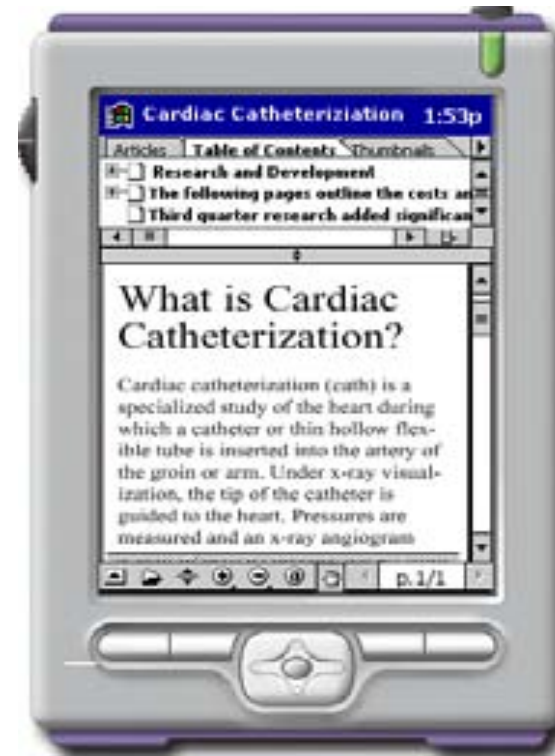 Cardiac Catheteriziation 1:53p
Articles Table of Contents Thumbnails
Research and Development
The following pages outline the costs an
Third quarter research added significan
What is Cardiac
Catheterization?
Cardiac catheterization (cath) is a
specialized study of the heart during
which a catheter or thin hollow flex-
ible tube is inserted into the artery of
the groin or arm. Under x-ray visual-
ization, the tip of the catheter is
guided to the heart. Pressures are
measured and an x-ray angiogram
p. 1/1